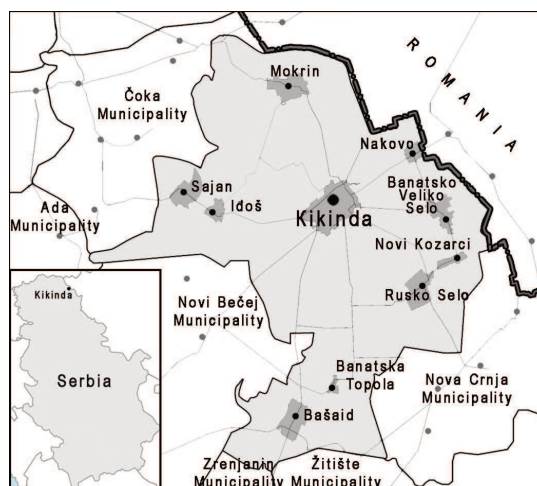 ROMANIA
Mokrin
Čoka
Municipality
Nakovo
Sajan
Banatsko
Veliko
Selo
Idoš
Ada
Municipality
Kikinda
Novi Kozarci
Kikinda
Rusko Selo
Novi Bečej
Municipality
Serbia
Banatska
Topola
Nova Crnja
Municipality
Bašaid
Zrenjanin
Municipality
Žitište
Municipality